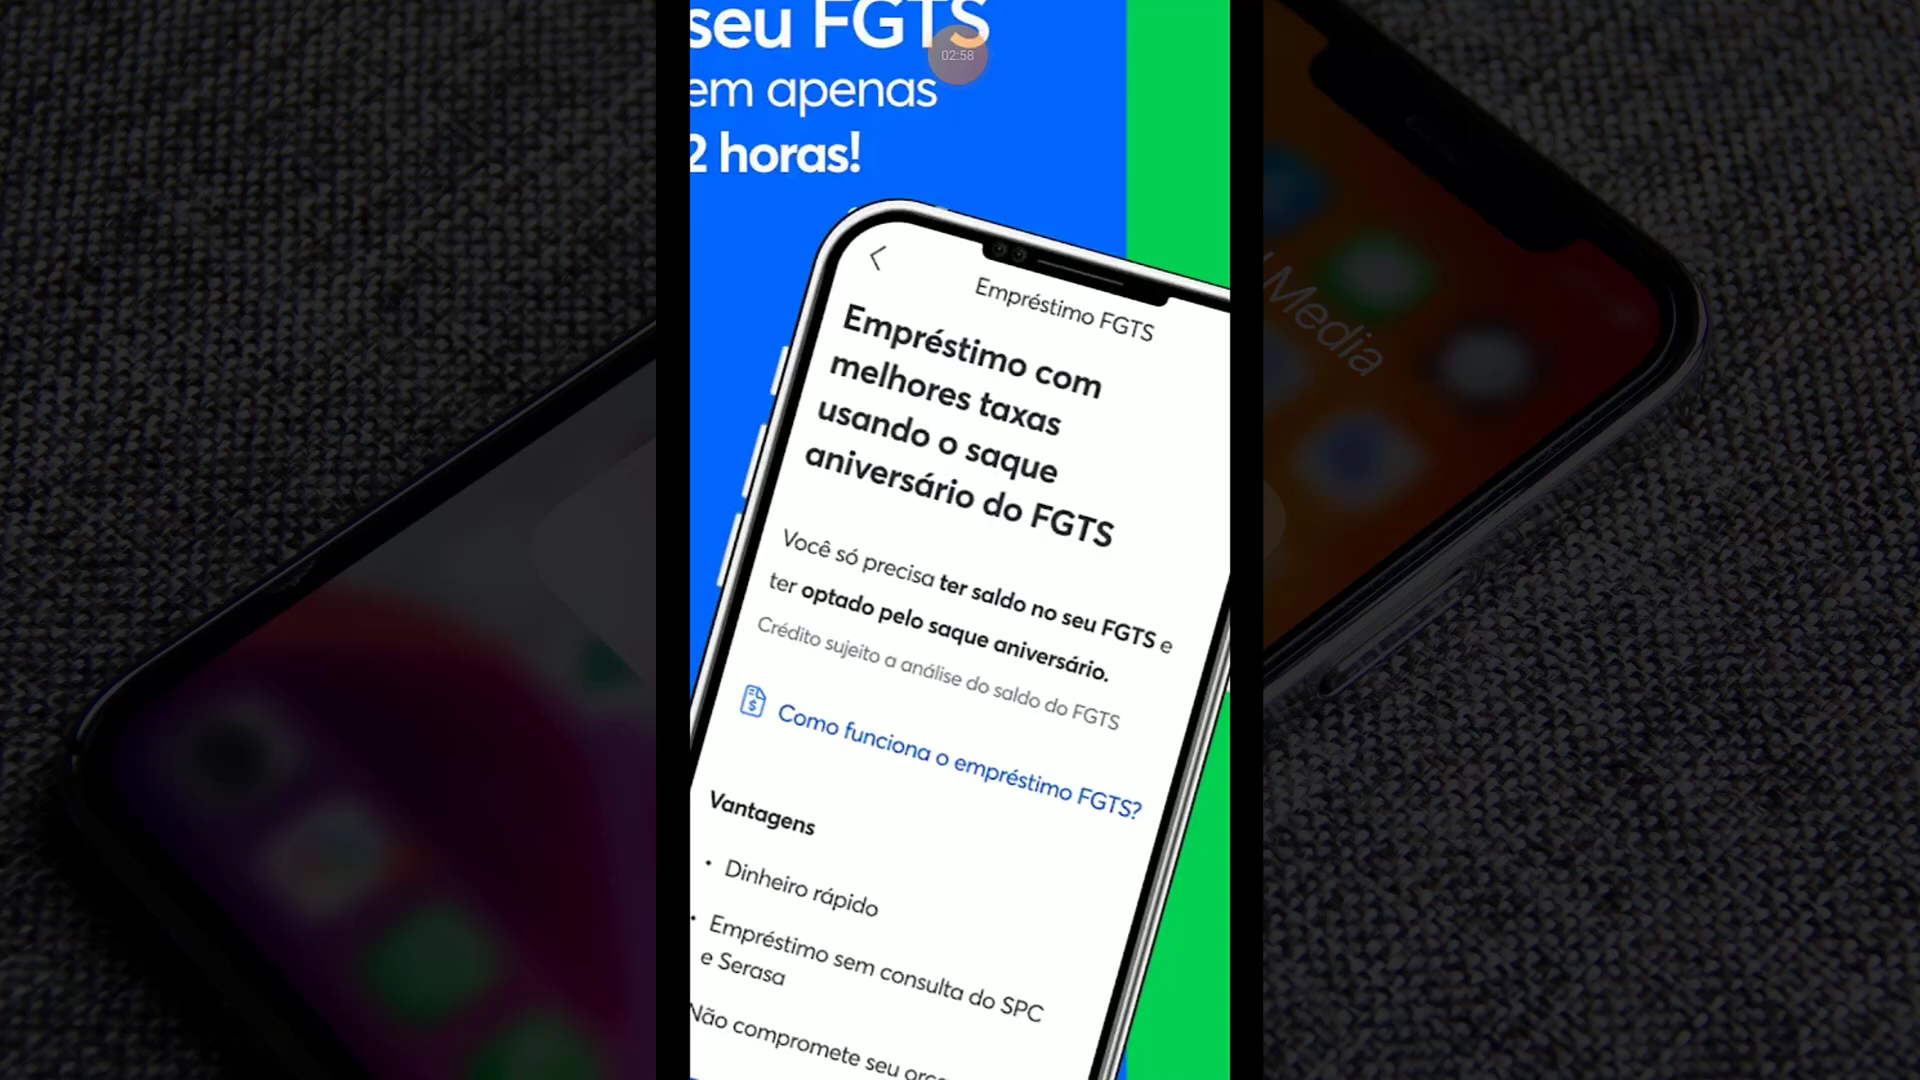 seu FGTS
02:58
em apenas
2 horas!
Empréstimo FGTS
Empréstimo com
melhores taxas
usando o saque
aniversário do FGTS
Você só precisa ter saldo no seu FGTS e
ter optado pelo saque aniversário.
Crédito sujeito a análise do saldo do FGTS
Como funciona o empréstimo FGTS?
Vantagens
• Dinheiro rápido
• Empréstimo sem consulta do SPC
e Serasa
Não compromete seu
Media